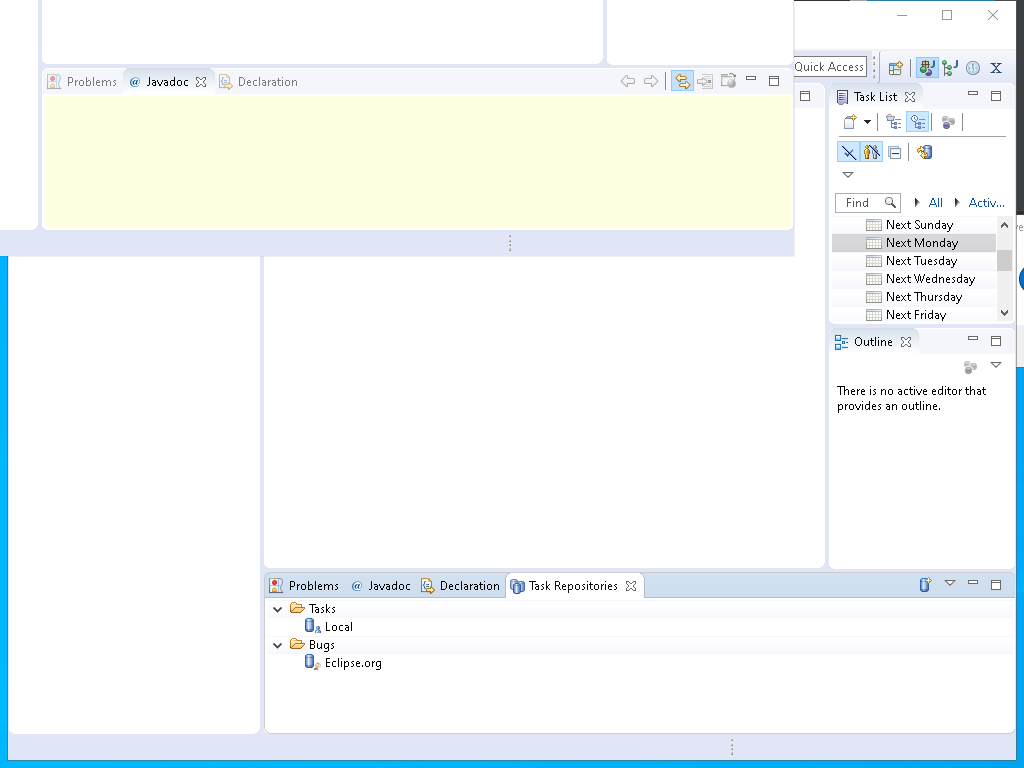 Problems @ Javadoc Declaration
Quick Access
Task List
Find All Activ...
Next Sunday
Next Monday
Next Tuesday
Next Wednesday
Next Thursday
Next Friday
Outline
There is no active editor that
provides an outline.
Problems @ Javadoc Declaration Task Repositories
Tasks
Local
Bugs
Eclipse.org